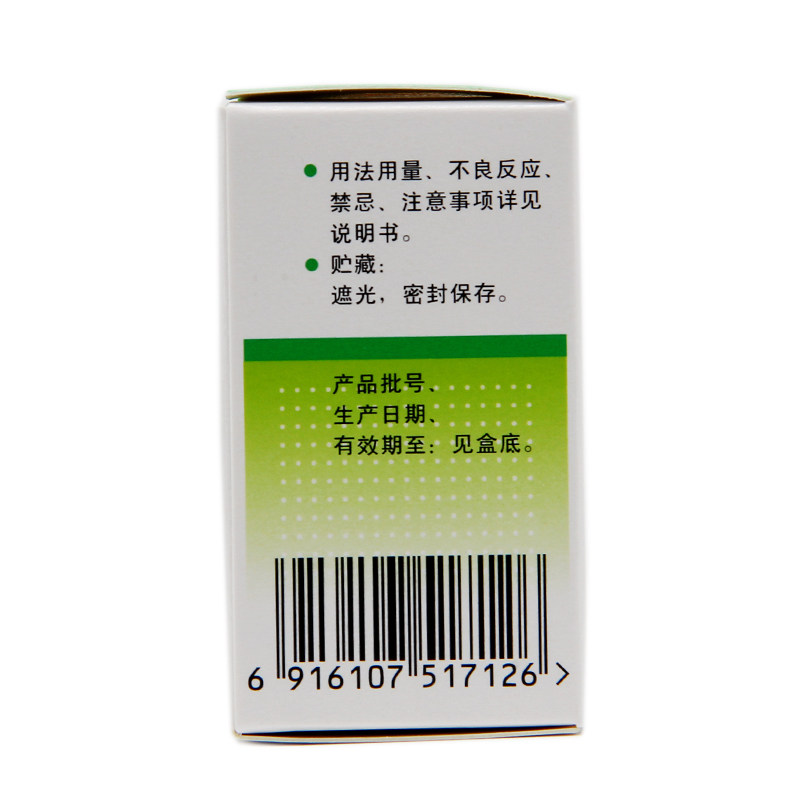 ● 用法用量、不良反应、
禁忌、注意事项详见
说明书。
● 贮藏:
遮光，密封保存。
产品批号、
生产日期、
有效期至: 见盒底。
6 916107 517126 >